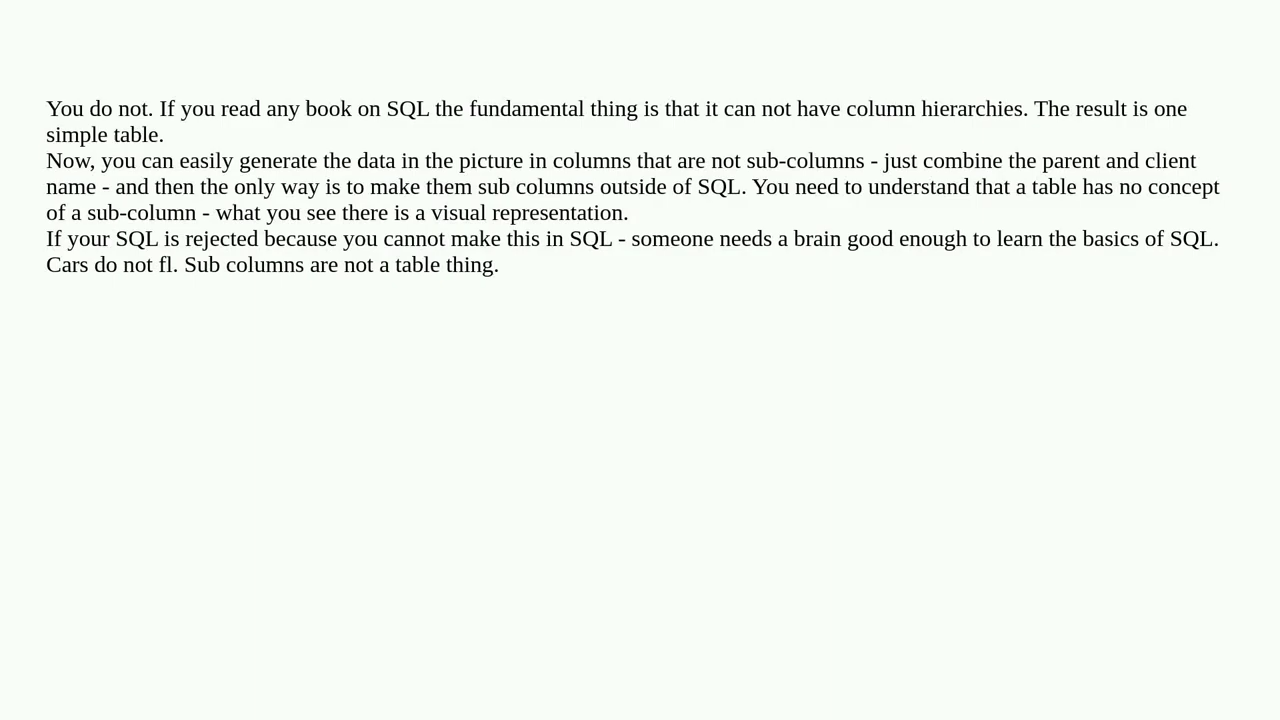 You do not. If you read any book on SQL the fundamental thing is that it can not have column hierarchies. The result is one
simple table.
Now, you can easily generate the data in the picture in columns that are not sub-columns - just combine the parent and client
name - and then the only way is to make them sub columns outside of SQL. You need to understand that a table has no concept
of a sub-column - what you see there is a visual representation.
If your SQL is rejected because you cannot make this in SQL - someone needs a brain good enough to learn the basics of SQL.
Cars do not fl. Sub columns are not a table thing.